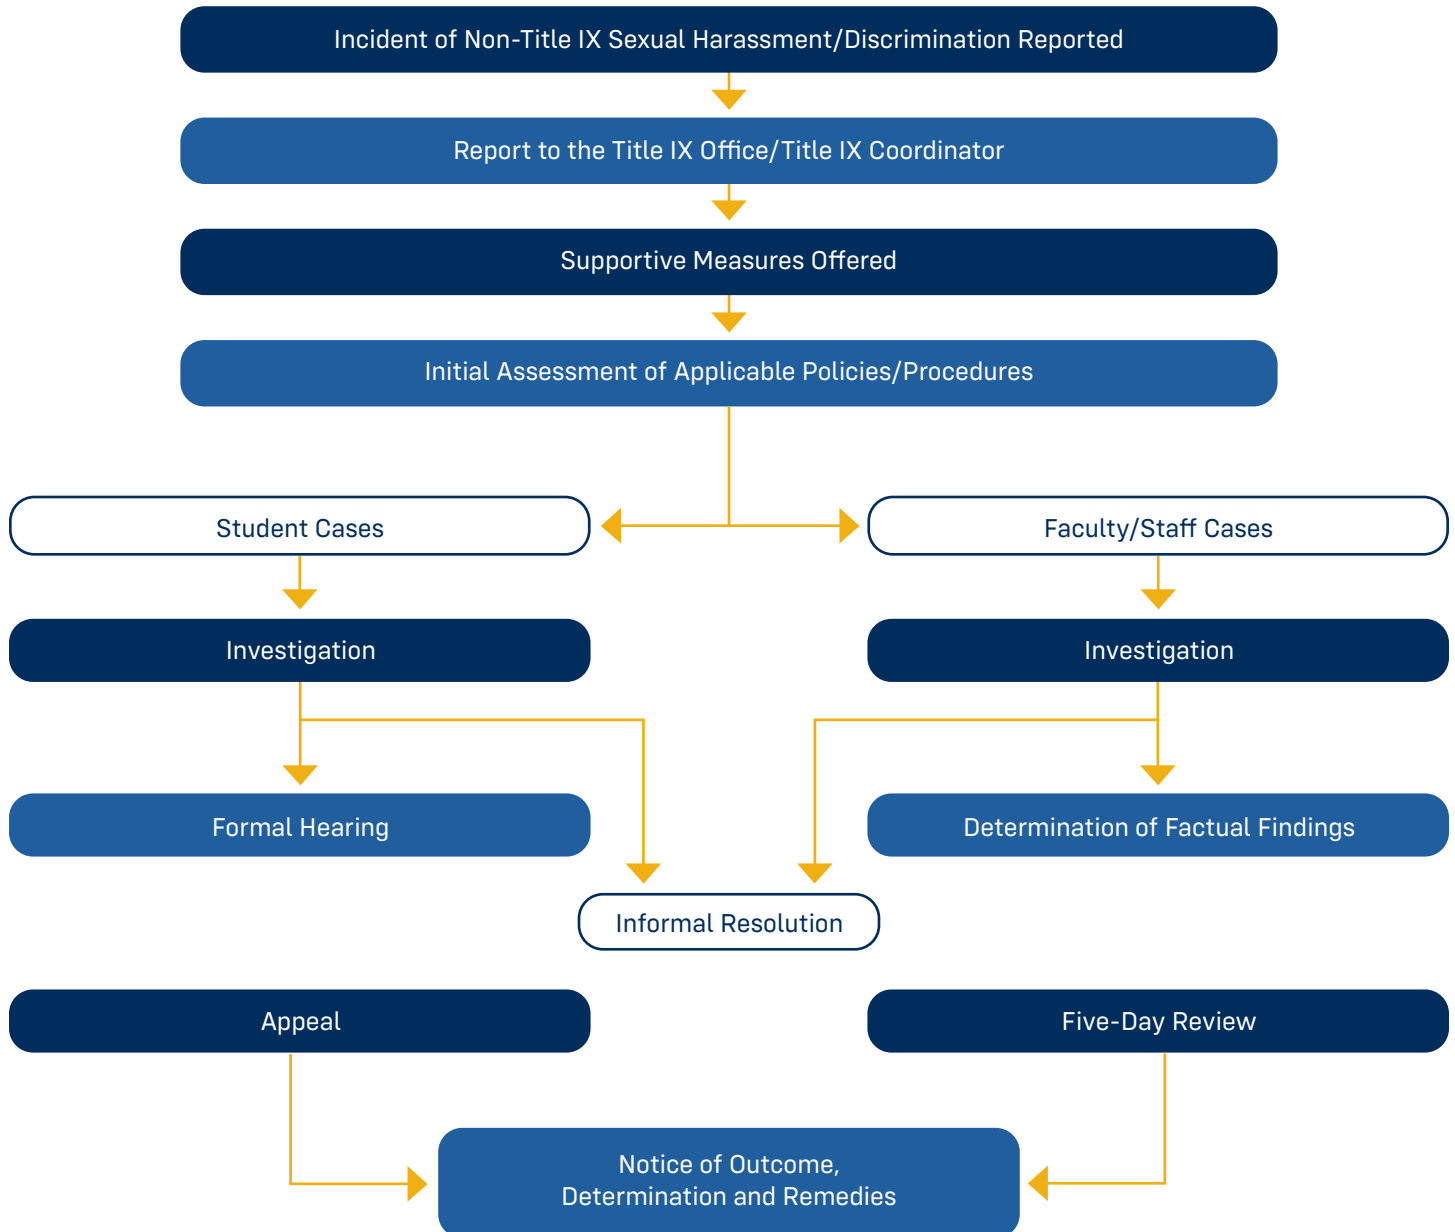 Incident of Non-Title IX Sexual Harassment/Discrimination Reported
Report to the Title IX Office/Title IX Coordinator
Supportive Measures Offered
Initial Assessment of Applicable Policies/Procedures
Student Cases
Faculty/Staff Cases
Investigation
Investigation
Formal Hearing
Determination of Factual Findings
Informal Resolution
Appeal
Five-Day Review
Notice of Outcome,
Determination and Remedies